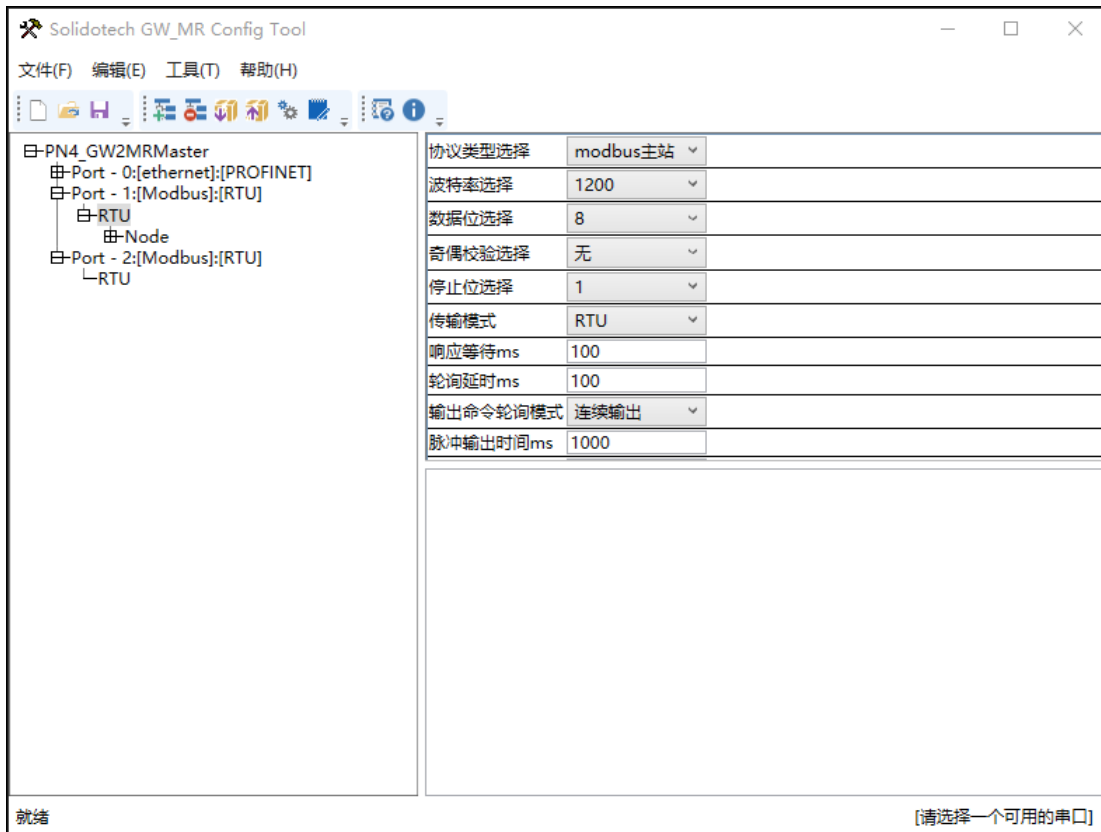 Solidotech GW_MR Config Tool
文件(F) 编辑(E) 工具(T) 帮助(H)
PN4_GW2MRMaster
Port - 0:[ethernet]:[PROFINET]
Port - 1:[Modbus]:[RTU]
RTU
Node
Port - 2:[Modbus]:[RTU]
RTU
协议类型选择 modbus主站
波特率选择 1200
数据位选择 8
奇偶校验选择 无
停止位选择 1
传输模式 RTU
响应等待ms 100
轮询延时ms 100
输出命令轮询模式 连续输出
脉冲输出时间ms 1000
就绪 [请选择一个可用的串口]